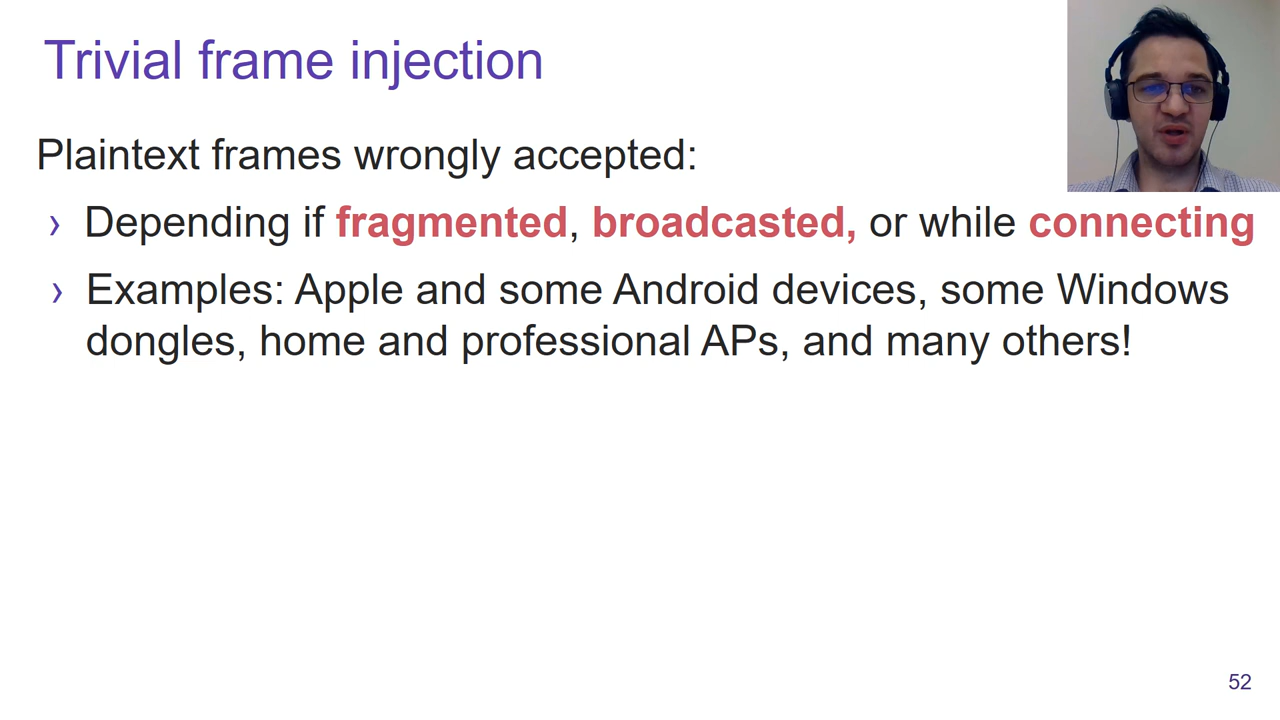 Trivial frame injection
Plaintext frames wrongly accepted:
› Depending if fragmented, broadcasted, or while connecting
› Examples: Apple and some Android devices, some Windows
dongles, home and professional APs, and many others!
52